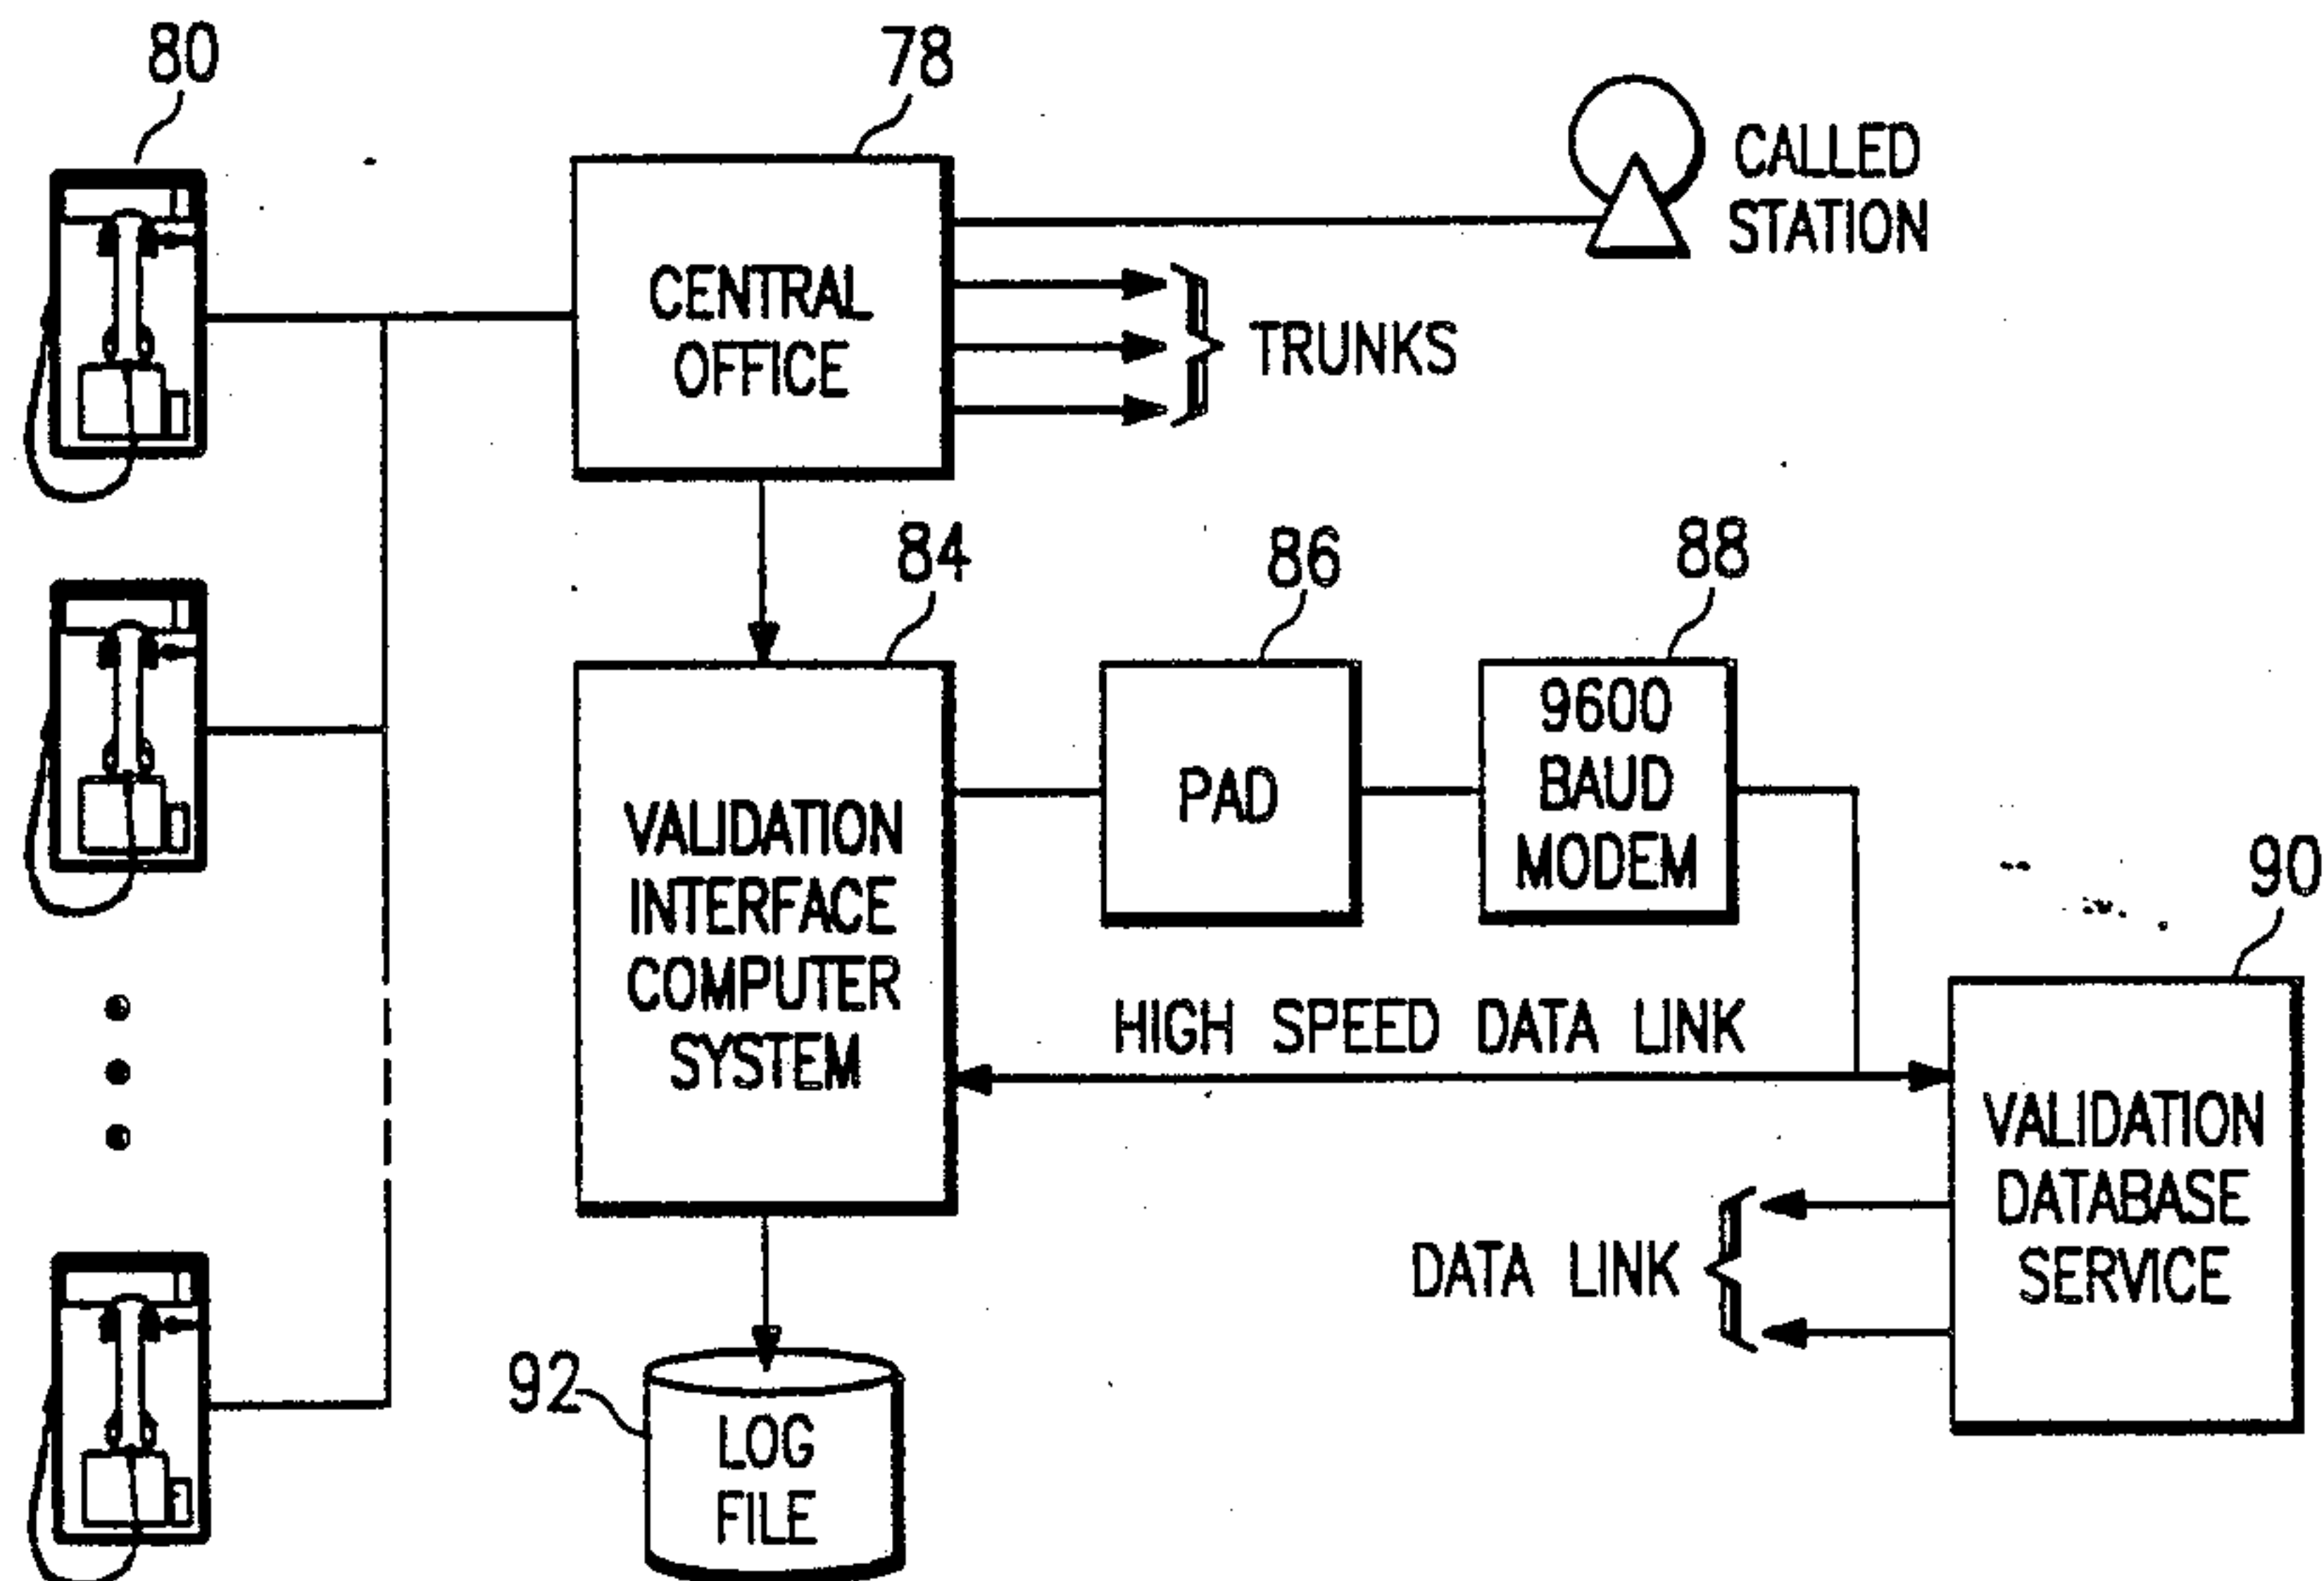 80
78
CALLED
STATION
CENTRAL
OFFICE
TRUNKS
84
86
88
VALIDATION
INTERFACE
COMPUTER
SYSTEM
PAD
9600
BAUD
MODEM
90
HIGH SPEED DATA LINK
VALIDATION
DATABASE
SERVICE
DATA LINK
92
LOG
FILE